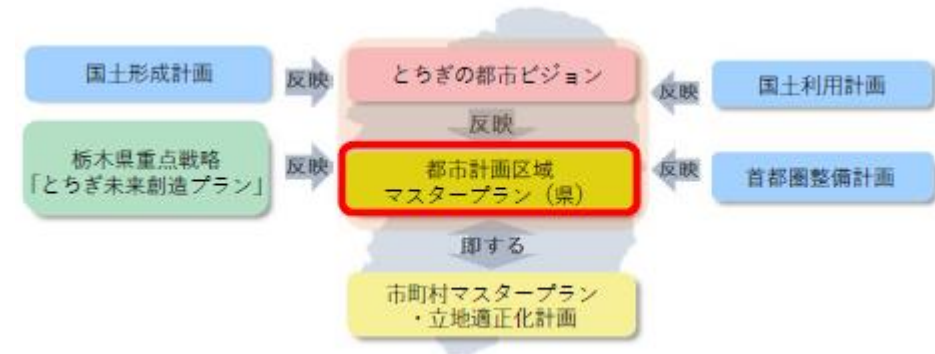 国土形成計画
反映
とちぎの都市ビジョン
反映
国土利用計画
反映
栃木県重点戦略
「とちぎ未来創造プラン」
反映
都市計画区域
マスタープラン（県）
反映
首都圏整備計画
即する
市町村マスタープラン
・立地適正化計画